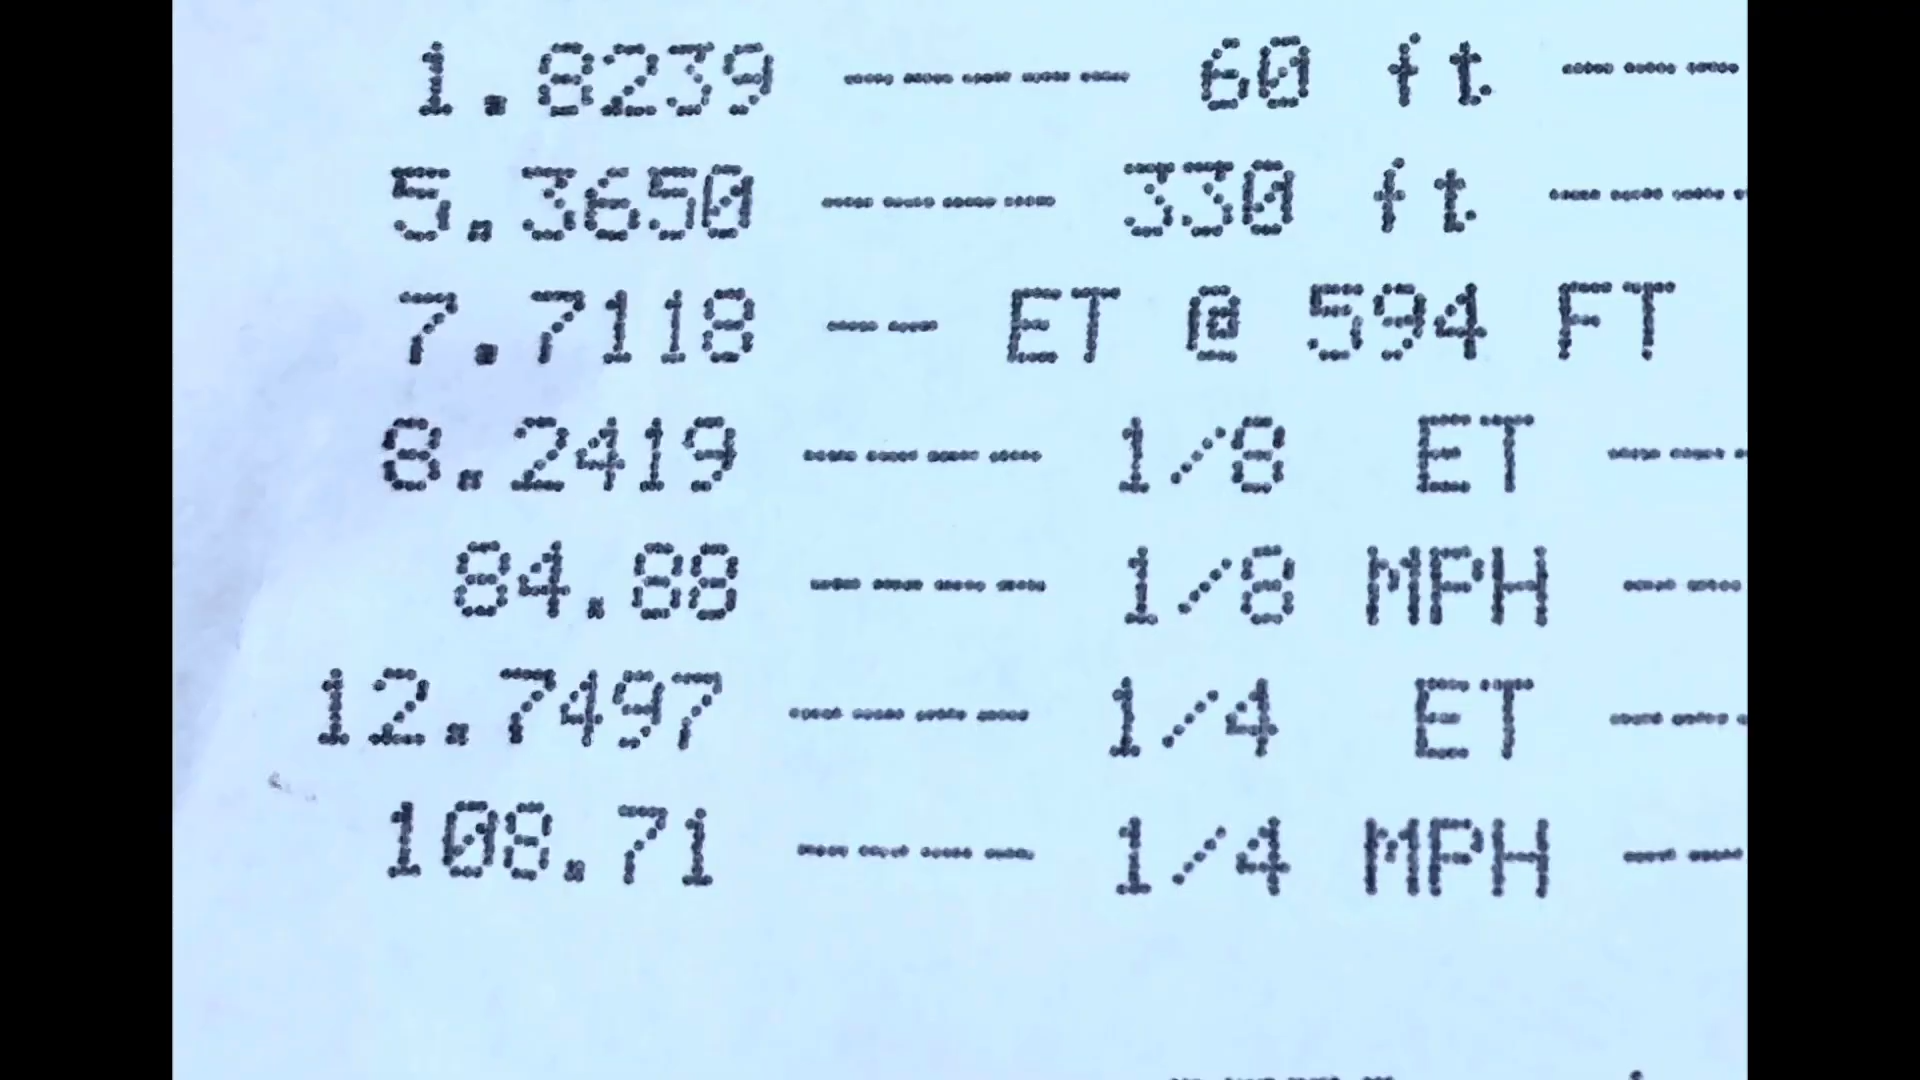 1.8239 ---- 60 ft ---
5.3650 ---- 330 ft ----
7.7118 -- ET @ 594 FT
8.2419 ---- 1/8 ET ---
84.88 ---- 1/8 MPH --
12.7497 ---- 1/4 ET ---
108.71 ---- 1/4 MPH --